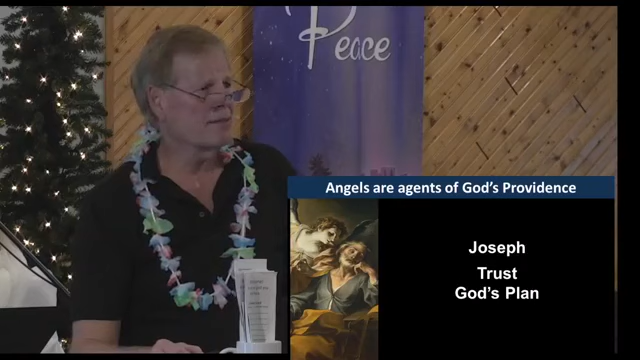 Peace
Angels are agents of God's Providence
Joseph
Trust
God's Plan